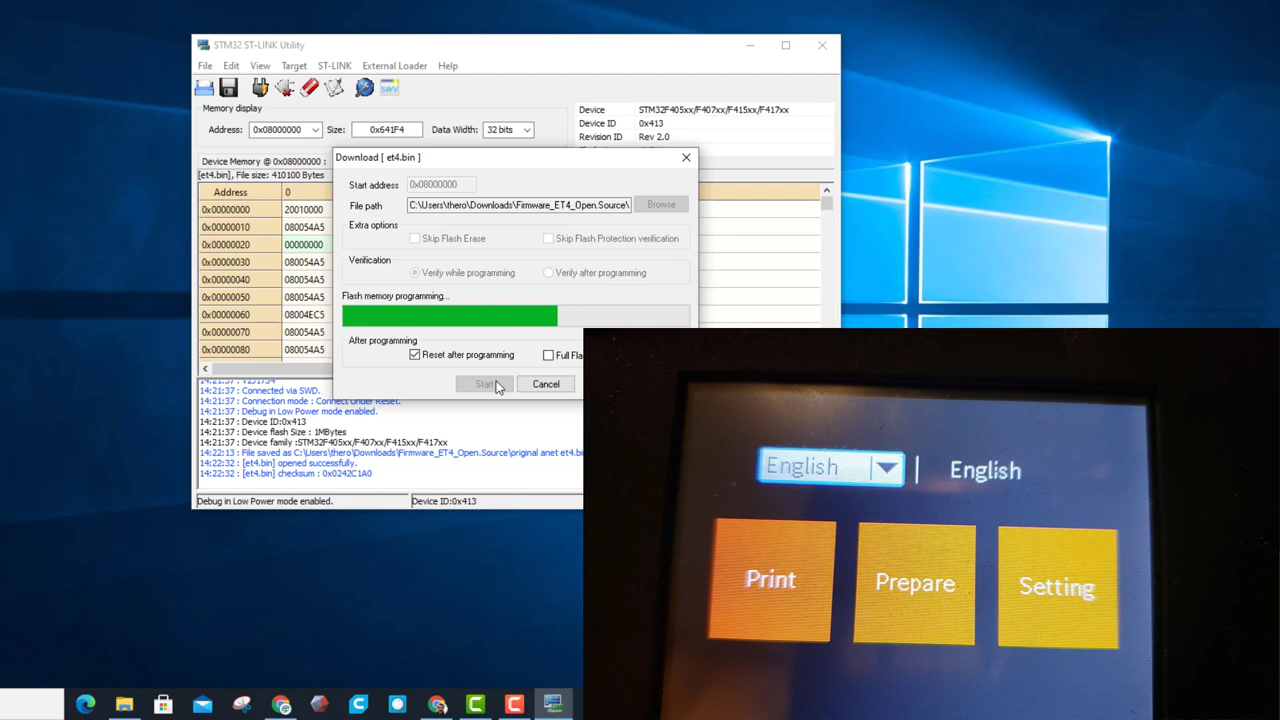 STM32 ST-LINK Utility
File Edit View Target ST-LINK External Loader Help
SWV
Memory display
Address: 0x08000000 Size: 0x641F4 Data Width: 32 bits
Device STM32F405xx/F407xx/F415xx/F417xx
Device ID 0x413
Revision ID Rev 2.0
Device Memory @ 0x08000000 :
[et4.bin], File size: 410100 Bytes
Address 0
0x00000000 20010000
0x00000010 080054A5
0x00000020 00000000
0x00000030 080054A5
0x00000040 080054A5
0x00000050 080054A5
0x00000060 08004EC5
0x00000070 080054A5
0x00000080 080054A5
Download [ et4.bin ]
Start address 0x08000000
File path C:\Users\thero\Downloads\Firmware_ET4_Open.Source\ Browse
Extra options
Skip Flash Erase Skip Flash Protection verification
Verification
Verify while programming Verify after programming
Flash memory programming...
After programming
Reset after programming Full Fla
Start Cancel
14:21:37 : V2J37S4
14:21:37 : Connected via SWD.
14:21:37 : Connection mode : Connect Under Reset.
14:21:37 : Debug in Low Power mode enabled.
14:21:37 : Device ID:0x413
14:21:37 : Device flash Size : 1MBytes
14:21:37 : Device family :STM32F405xx/F407xx/F415xx/F417xx
14:22:13 : File saved as C:\Users\thero\Downloads\Firmware_ET4_Open.Source\original anet et4.bi
14:22:32 : [et4.bin] opened successfully.
14:22:32 : [et4.bin] checksum : 0x0242C1A0
Debug in Low Power mode enabled. Device ID:0x413
English | English
Print Prepare Setting